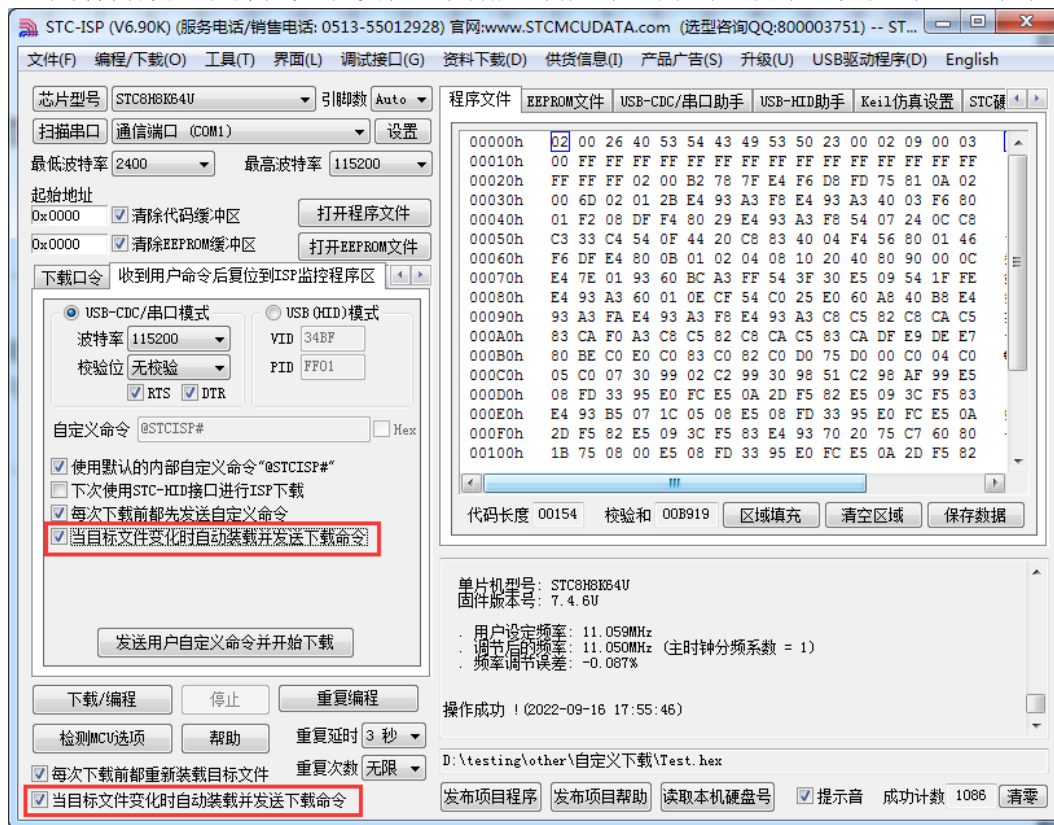 STC-ISP (V6.90K) (服务电话/销售电话: 0513-55012928) 官网:www.STCMCUDATA.com (选型咨询QQ:800003751) -- ST...
文件(F) 编程/下载(O) 工具(T) 界面(L) 调试接口(G) 资料下载(D) 供货信息(I) 产品广告(S) 升级(U) USB驱动程序(D) English
芯片型号 STC8H8K64U 引脚数 Auto
扫描串口 通信端口 (COM1) 设置
最低波特率 2400 最高波特率 115200
起始地址
0x0000 清除代码缓冲区 打开程序文件
0x0000 清除EEPROM缓冲区 打开EEPROM文件
下载口令 收到用户命令后复位到ISP监控程序区
USB-CDC/串口模式 USB(HID)模式
波特率 115200 VID 34BF
校验位 无校验 PID FF01
RTS DTR
自定义命令 @STCISP# Hex
使用默认的内部自定义命令"@STCISP#"
下次使用STC-HID接口进行ISP下载
每次下载前都先发送自定义命令
当目标文件变化时自动装载并发送下载命令
发送用户自定义命令并开始下载
下载/编程 停止 重复编程
检测MCU选项 帮助 重复延时 3 秒
每次下载前都重新装载目标文件 重复次数 无限
当目标文件变化时自动装载并发送下载命令
程序文件 EEPROM文件 USB-CDC/串口助手 USB-HID助手 Keil仿真设置 STC硬
00000h 02 00 26 40 53 54 43 49 53 50 23 00 02 09 00 03
00010h 00 FF FF FF FF FF FF FF FF FF FF FF FF FF FF FF
00020h FF FF FF 02 00 B2 78 7F E4 F6 D8 FD 75 81 0A 02
00030h 00 6D 02 01 2B E4 93 A3 F8 E4 93 A3 40 03 F6 80
00040h 01 F2 08 DF F4 80 29 E4 93 A3 F8 54 07 24 0C C8
00050h C3 33 C4 54 0F 44 20 C8 83 40 04 F4 56 80 01 46
00060h F6 DF E4 80 0B 01 02 04 08 10 20 40 80 90 00 0C
00070h E4 7E 01 93 60 BC A3 FF 54 3F 30 E5 09 54 1F FE
00080h E4 93 A3 60 01 0E CF 54 C0 25 E0 60 A8 40 B8 E4
00090h 93 A3 FA E4 93 A3 F8 E4 93 A3 C8 C5 82 C8 CA C5
000A0h 83 CA F0 A3 C8 C5 82 C8 CA C5 83 CA DF E9 DE E7
000B0h 80 BE C0 E0 C0 83 C0 82 C0 D0 75 D0 00 C0 04 C0
000C0h 05 C0 07 30 99 02 C2 99 30 98 51 C2 98 AF 99 E5
000D0h 08 FD 33 95 E0 FC E5 0A 2D F5 82 E5 09 3C F5 83
000E0h E4 93 B5 07 1C 05 08 E5 08 FD 33 95 E0 FC E5 0A
000F0h 2D F5 82 E5 09 3C F5 83 E4 93 70 20 75 C7 60 80
00100h 1B 75 08 00 E5 08 FD 33 95 E0 FC E5 0A 2D F5 82
代码长度 00154 校验和 00B919 区域填充 清空区域 保存数据
单片机型号: STC8H8K64U
固件版本号: 7.4.6U
. 用户设定频率: 11.059MHz
. 调节后的频率: 11.050MHz (主时钟分频系数 = 1)
. 频率调节误差: -0.087%
操作成功 !(2022-09-16 17:55:46)
D:\testing\other\自定义下载\Test.hex
发布项目程序 发布项目帮助 读取本机硬盘号 提示音 成功计数 1086 清零